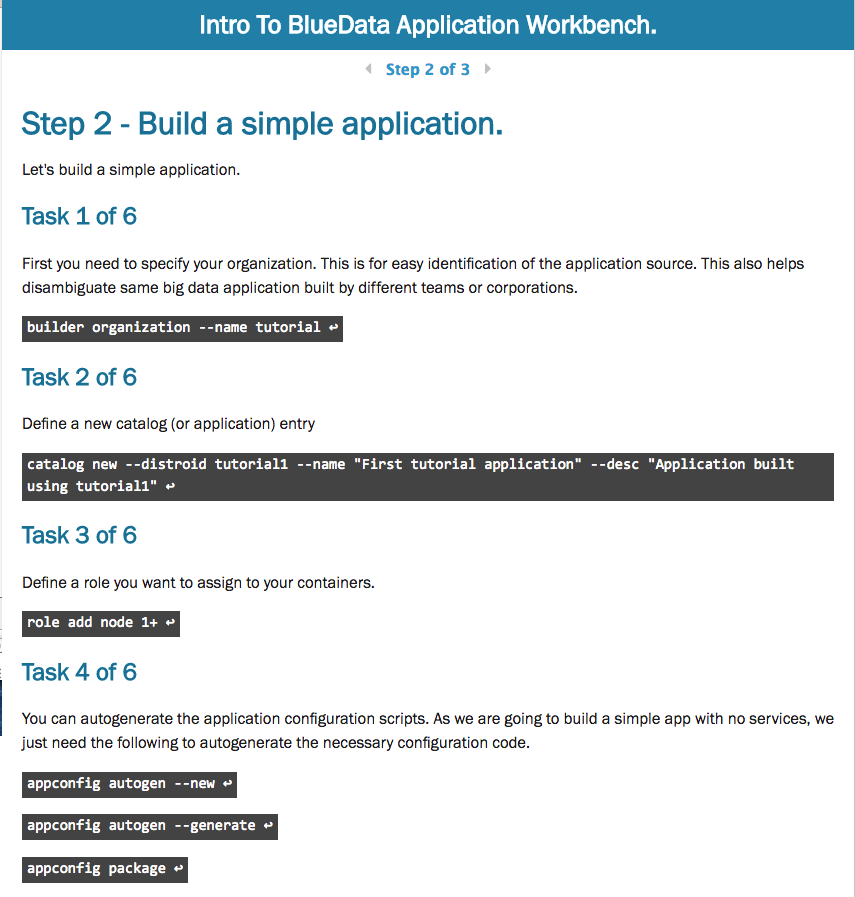 Intro To BlueData Application Workbench.
Step 2 of 3
Step 2 - Build a simple application.
Let's build a simple application.
Task 1 of 6
First you need to specify your organization. This is for easy identification of the application source. This also helps
disambiguate same big data application built by different teams or corporations.
builder organization --name tutorial ↩
Task 2 of 6
Define a new catalog (or application) entry
catalog new --distroid tutorial1 --name "First tutorial application" --desc "Application built
using tutorial1" ↩
Task 3 of 6
Define a role you want to assign to your containers.
role add node 1+ ↩
Task 4 of 6
You can autogenerate the application configuration scripts. As we are going to build a simple app with no services, we
just need the following to autogenerate the necessary configuration code.
appconfig autogen --new ↩
appconfig autogen --generate ↩
appconfig package ↩